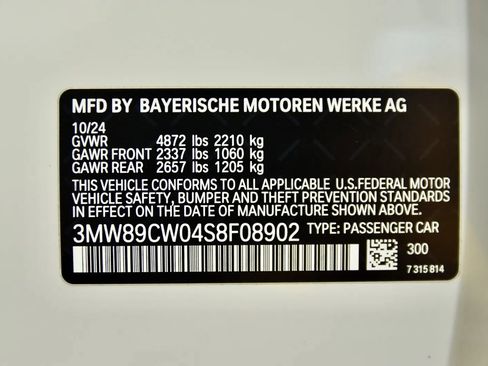 MFD BY BAYERISCHE MOTOREN WERKE AG
10/24
GVWR 4872 lbs 2210 kg
GAWR FRONT 2337 lbs 1060 kg
GAWR REAR 2657 lbs 1205 kg
THIS VEHICLE CONFORMS TO ALL APPLICABLE U.S.FEDERAL MOTOR
VEHICLE SAFETY, BUMPER AND THEFT PREVENTION STANDARDS
IN EFFECT ON THE DATE OF MANUFACTURE SHOWN ABOVE.
3MW89CW04S8F08902 TYPE: PASSENGER CAR
300
7 315 814